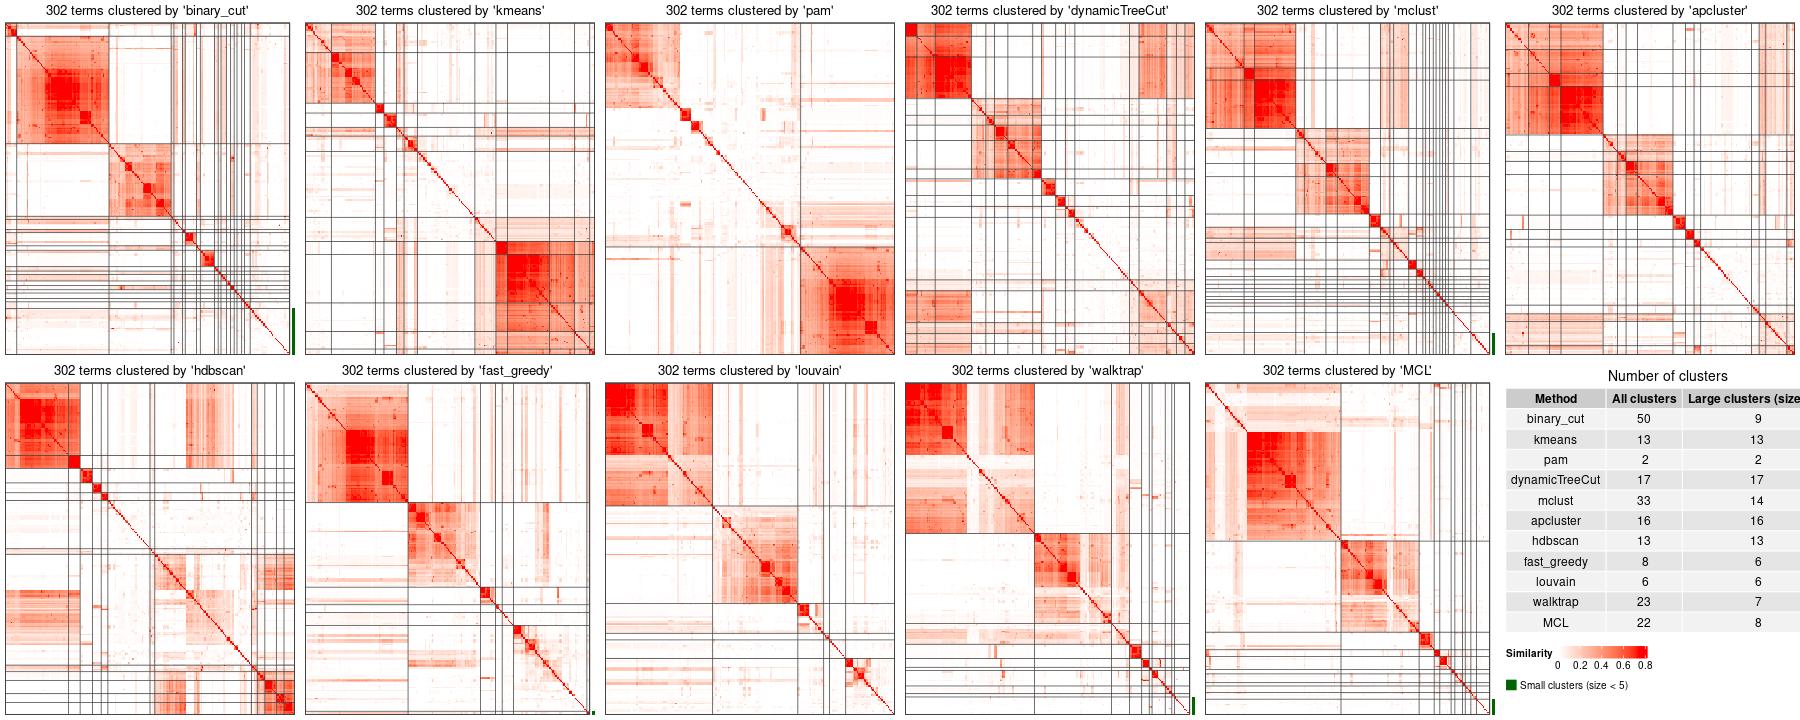 302 terms clustered by 'binary_cut'
302 terms clustered by 'kmeans'
302 terms clustered by 'pam'
302 terms clustered by 'dynamicTreeCut'
302 terms clustered by 'mclust'
302 terms clustered by 'apcluster'
302 terms clustered by 'hdbscan'
302 terms clustered by 'fast_greedy'
302 terms clustered by 'louvain'
302 terms clustered by 'walktrap'
302 terms clustered by 'MCL'
Number of clusters
Method All clusters Large clusters (size
binary_cut 50 9
kmeans 13 13
pam 2 2
dynamicTreeCut 17 17
mclust 33 14
apcluster 16 16
hdbscan 13 13
fast_greedy 8 6
louvain 6 6
walktrap 23 7
MCL 22 8
Similarity
0 0.2 0.4 0.6 0.8
Small clusters (size < 5)